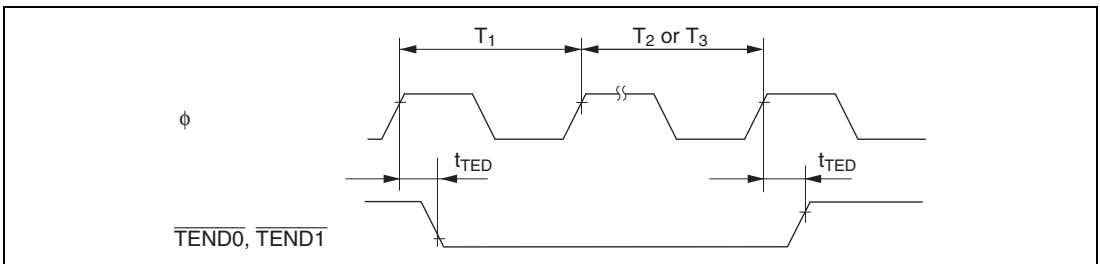 T₁ T₂ or T₃
ϕ
tTED tTED
TEND0, TEND1